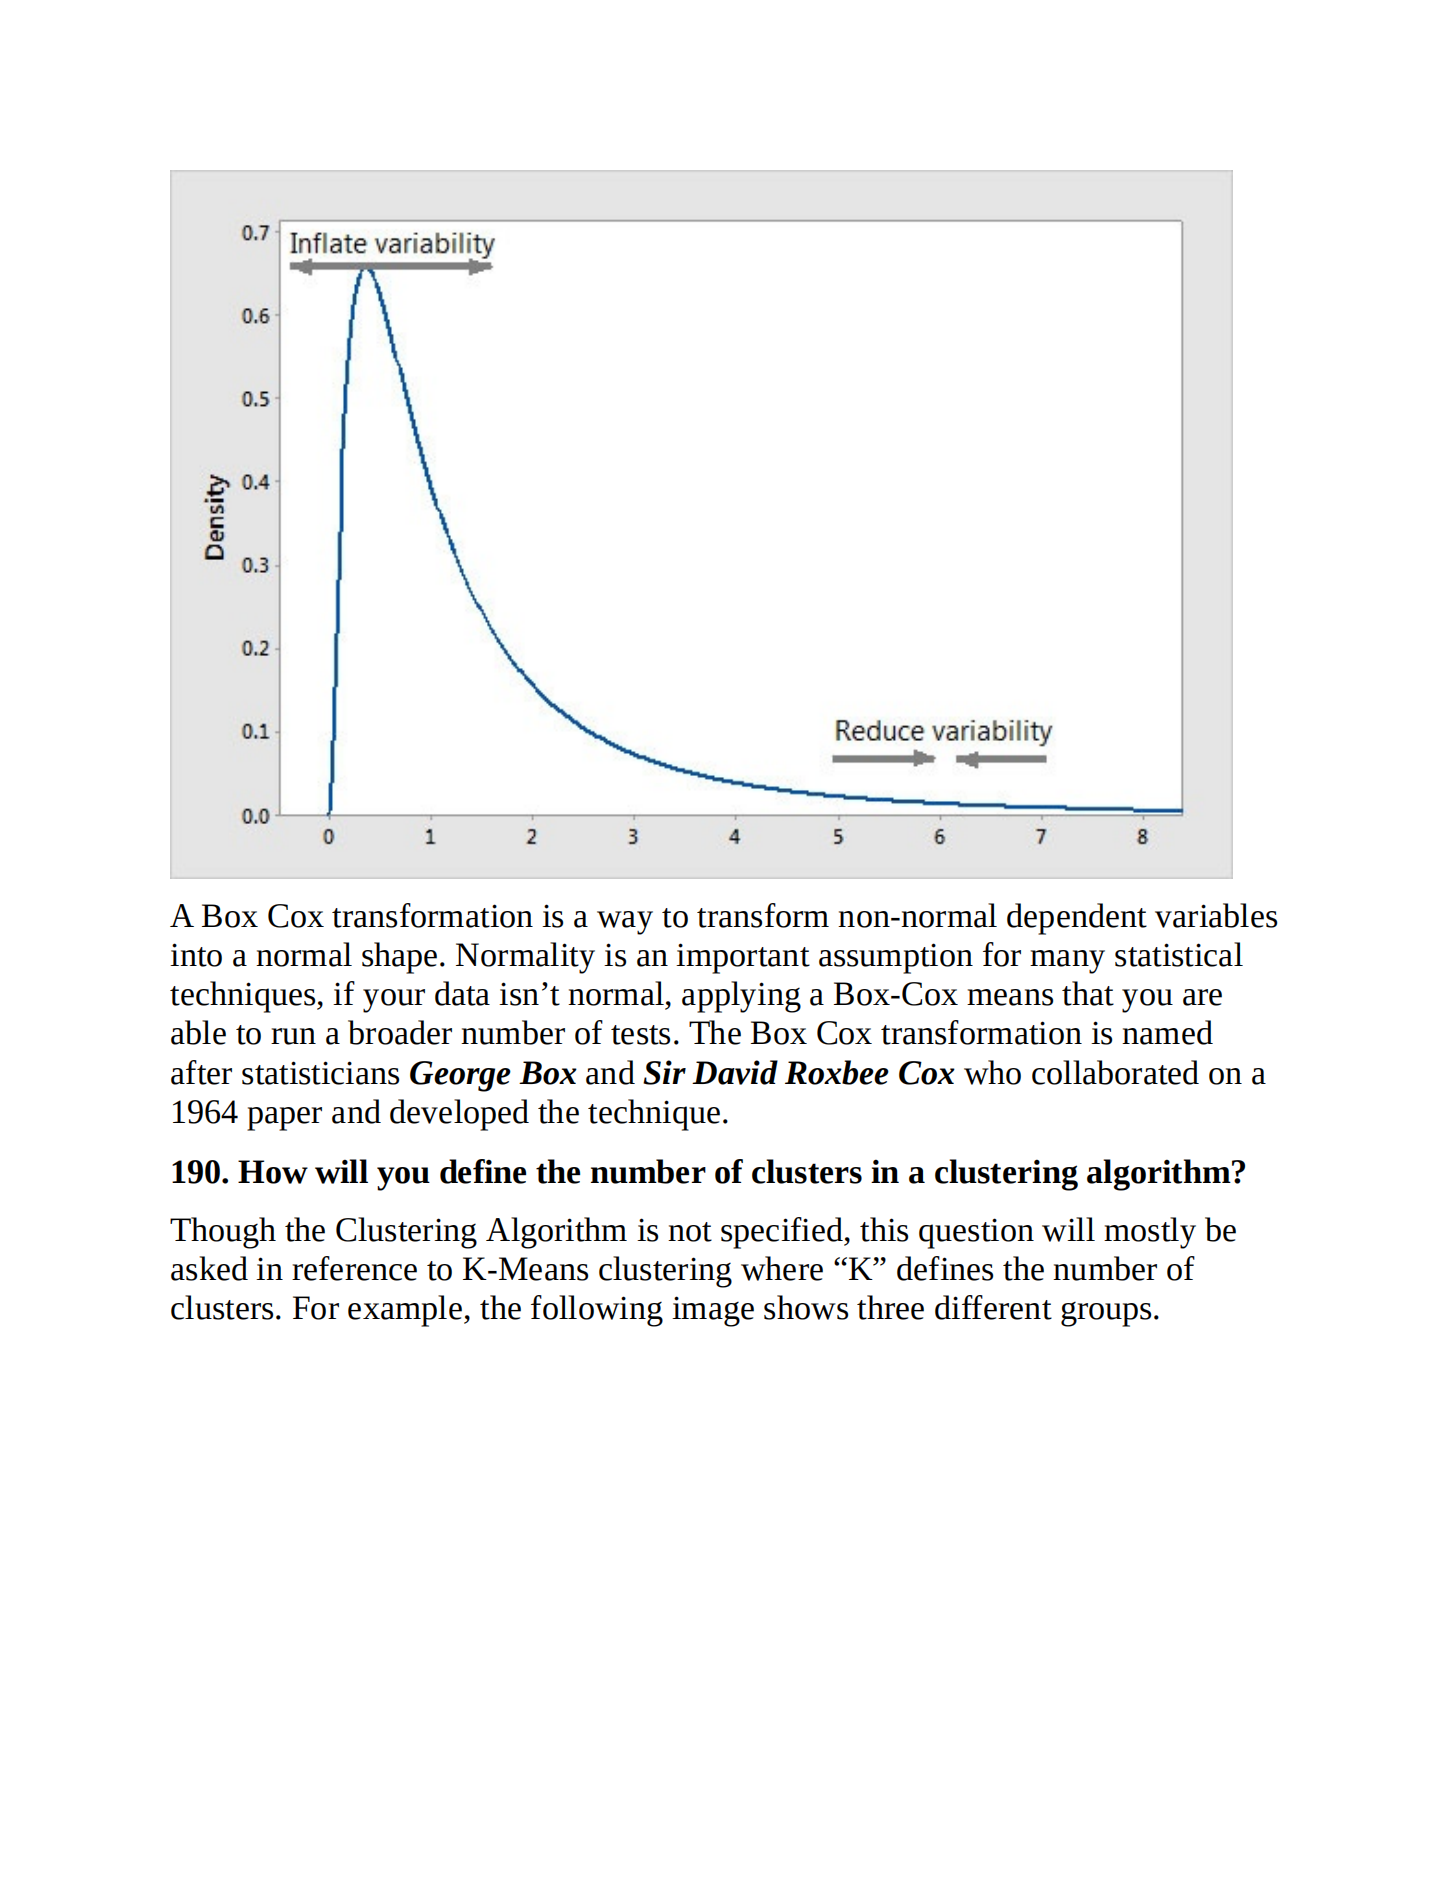 0.7
Inflate variability
0.6
0.5
0.4
Density
0.3
0.2
Reduce variability
0.1
0.0
0 1 2 3 4 5 6 7 8
A Box Cox transformation is a way to transform non-normal dependent variables
into a normal shape. Normality is an important assumption for many statistical
techniques, if your data isn’t normal, applying a Box-Cox means that you are
able to run a broader number of tests. The Box Cox transformation is named
after statisticians George Box and Sir David Roxbee Cox who collaborated on a
1964 paper and developed the technique.
190. How will you define the number of clusters in a clustering algorithm?
Though the Clustering Algorithm is not specified, this question will mostly be
asked in reference to K-Means clustering where “K” defines the number of
clusters. For example, the following image shows three different groups.